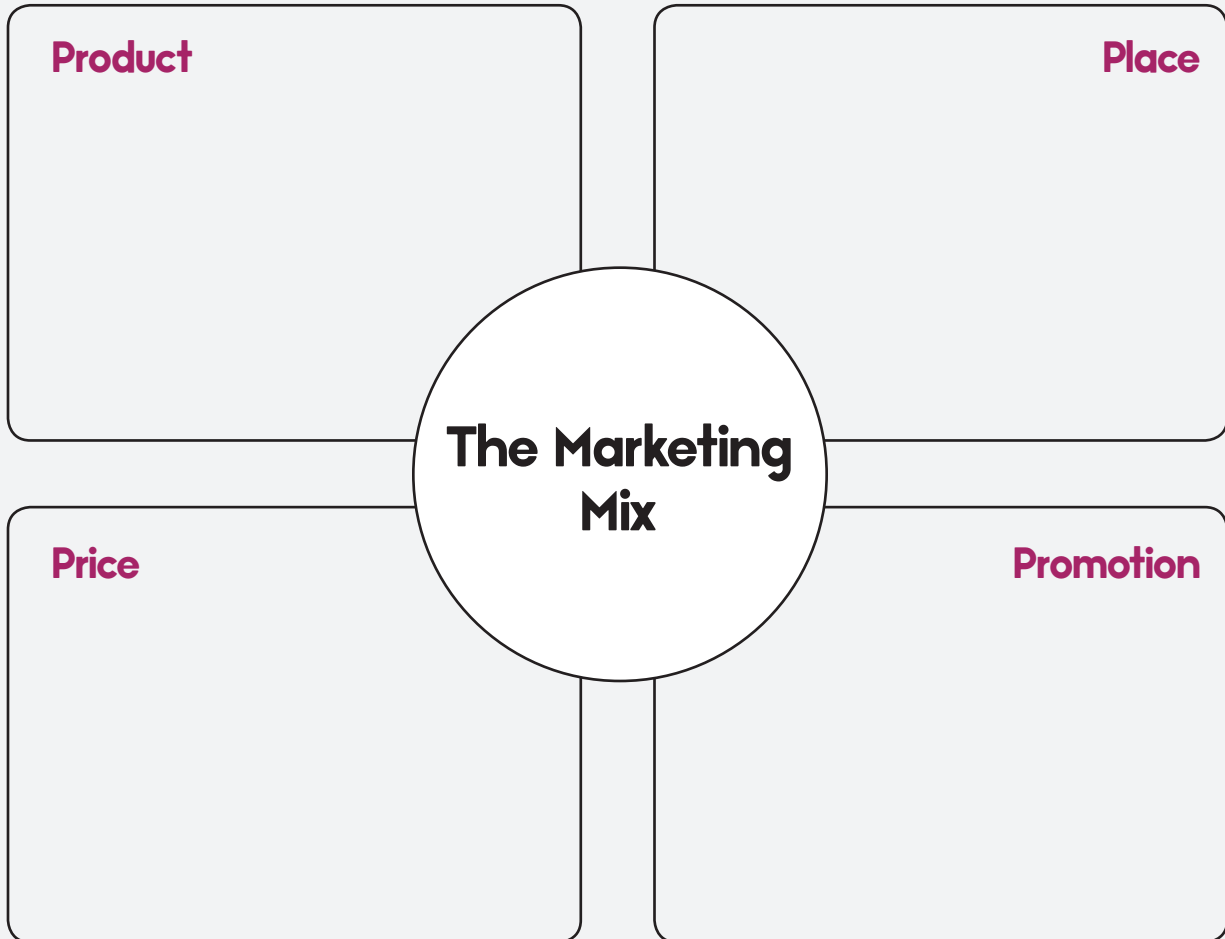 Product
Place
The Marketing
Mix
Price
Promotion